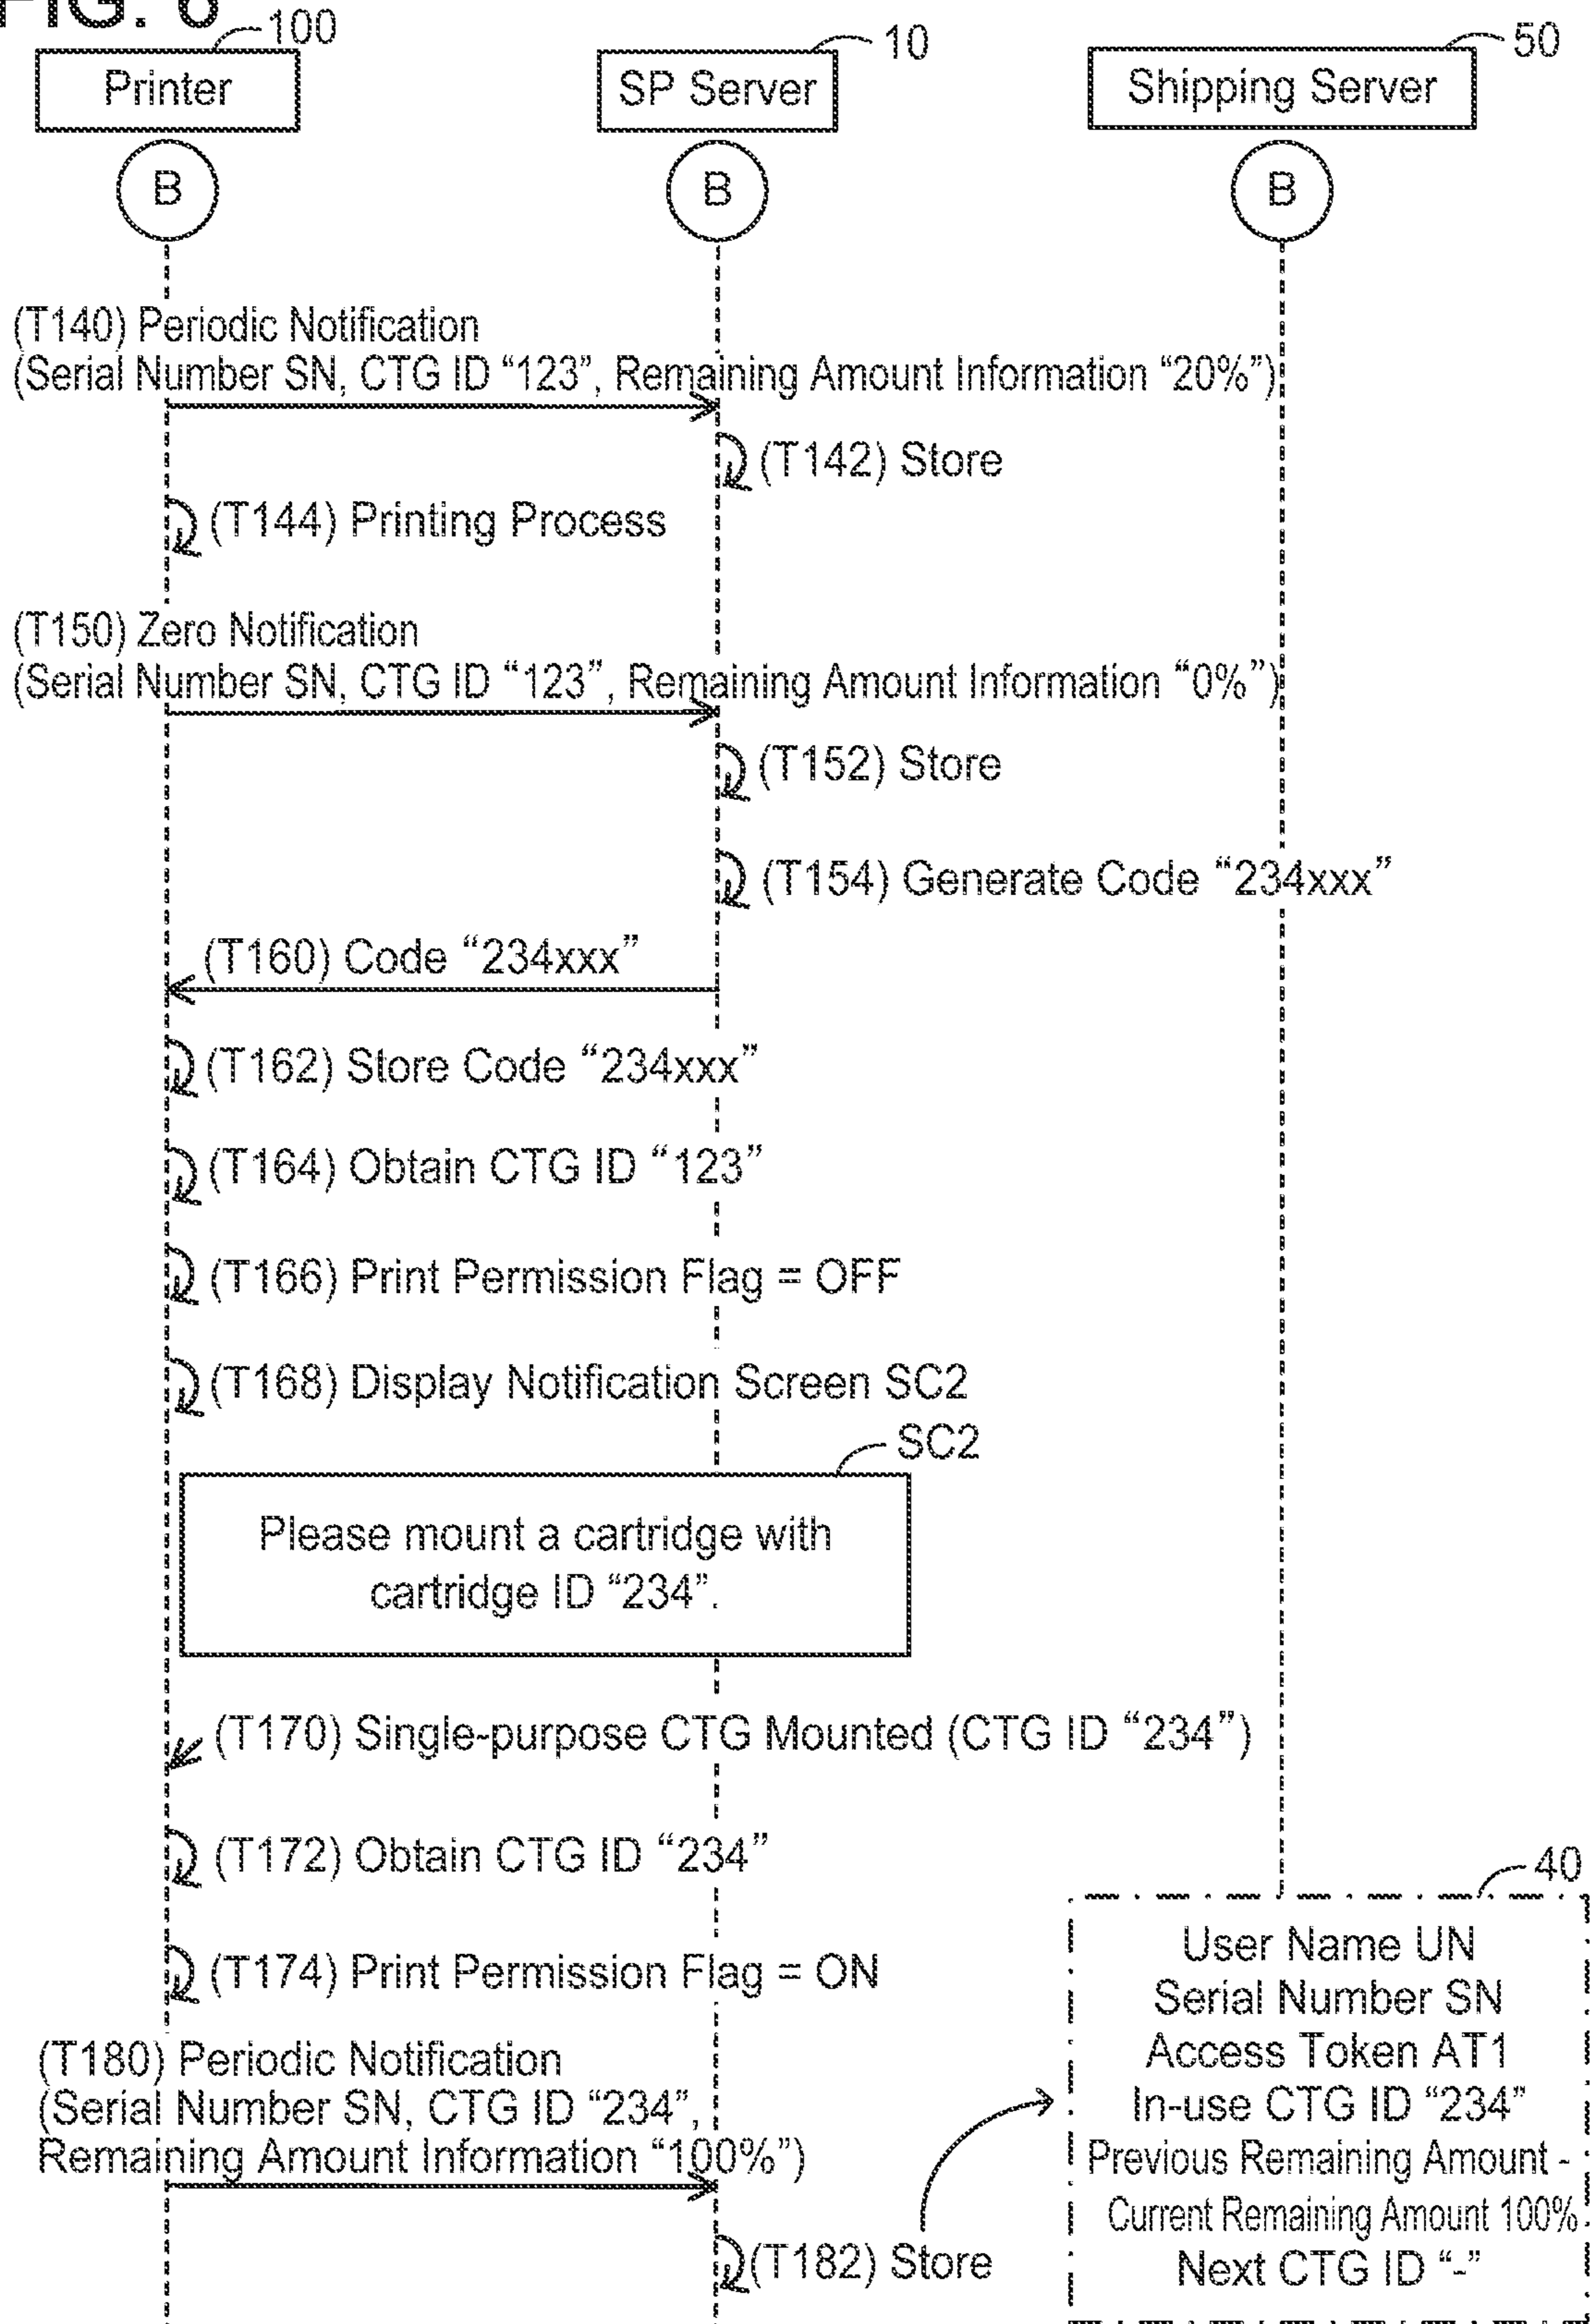 FIG. 6
100
10
50
Printer
SP Server
Shipping Server
B
B
B
(T140) Periodic Notification
(Serial Number SN, CTG ID “123”, Remaining Amount Information “20%”)
(T142) Store
(T144) Printing Process
(T150) Zero Notification
(Serial Number SN, CTG ID “123”, Remaining Amount Information “0%”)
(T152) Store
(T154) Generate Code “234xxx”
(T160) Code “234xxx”
(T162) Store Code “234xxx”
(T164) Obtain CTG ID “123”
(T166) Print Permission Flag = OFF
(T168) Display Notification Screen SC2
SC2
Please mount a cartridge with
cartridge ID “234”.
(T170) Single-purpose CTG Mounted (CTG ID “234”)
(T172) Obtain CTG ID “234”
(T174) Print Permission Flag = ON
(T180) Periodic Notification
(Serial Number SN, CTG ID “234”,
Remaining Amount Information “100%”)
(T182) Store
40
User Name UN
Serial Number SN
Access Token AT1
In-use CTG ID “234”
Previous Remaining Amount -
Current Remaining Amount 100%
Next CTG ID “-”